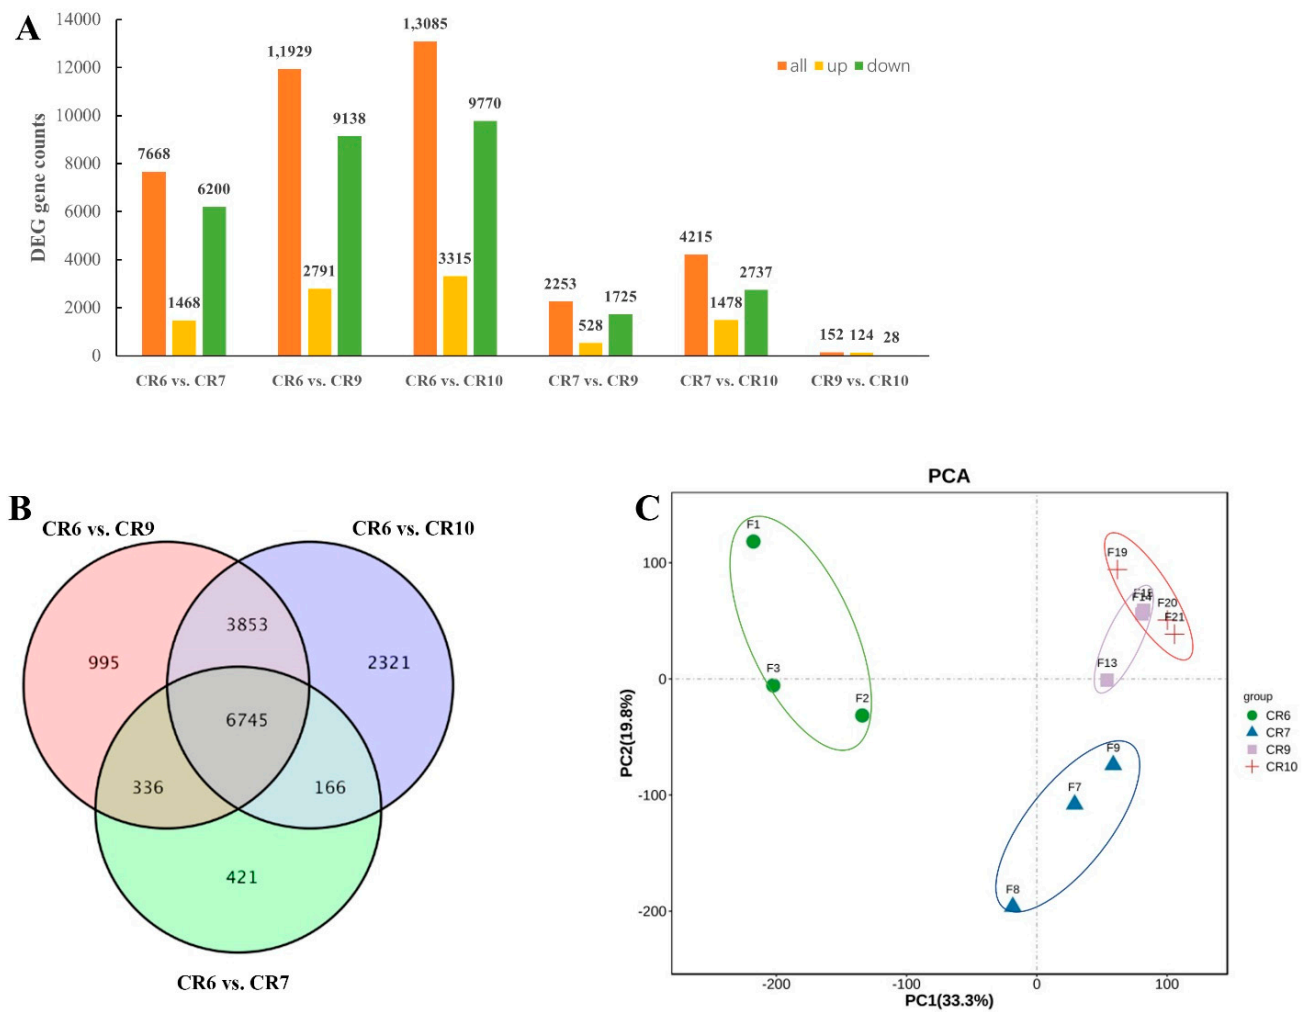 A
14000
12000
10000
8000
6000
4000
2000
0
DEG gene counts
all up down
7668
1468
6200
1,1929
2791
9138
1,3085
3315
9770
2253
528
1725
4215
1478
2737
152 124 28
CR6 vs. CR7
CR6 vs. CR9
CR6 vs. CR10
CR7 vs. CR9
CR7 vs. CR10
CR9 vs. CR10
B
CR6 vs. CR9
CR6 vs. CR10
3853
995
2321
6745
336
166
421
CR6 vs. CR7
C
PCA
F1
F3
F2
F19
F14
F20
F21
F13
F9
F7
F8
100
0
-100
-200
PC2(19.8%)
-200
-100
0
100
PC1(33.3%)
group
CR6
CR7
CR9
CR10